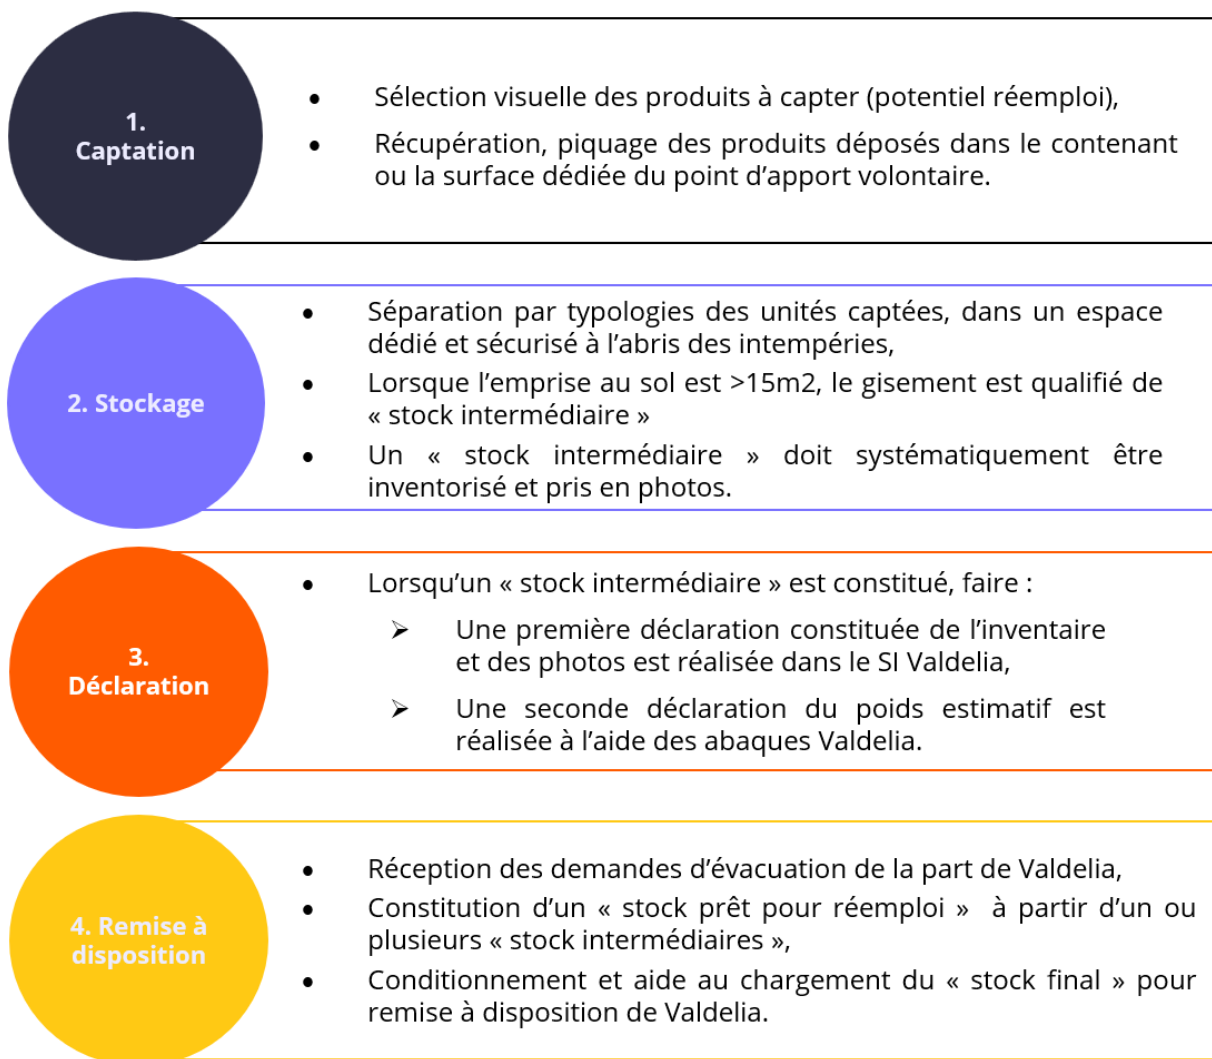 1.
Captation
• Sélection visuelle des produits à capter (potentiel réemploi),
• Récupération, piquage des produits déposés dans le contenant
ou la surface dédiée du point d’apport volontaire.
2. Stockage
• Séparation par typologies des unités captées, dans un espace
dédié et sécurisé à l’abris des intempéries,
• Lorsque l’emprise au sol est >15m2, le gisement est qualifié de
« stock intermédiaire »
• Un « stock intermédiaire » doit systématiquement être
inventorisé et pris en photos.
3.
Déclaration
• Lorsqu’un « stock intermédiaire » est constitué, faire :
➢ Une première déclaration constituée de l’inventaire
et des photos est réalisée dans le SI Valdelia,
➢ Une seconde déclaration du poids estimatif est
réalisée à l’aide des abaques Valdelia.
4. Remise à
disposition
• Réception des demandes d’évacuation de la part de Valdelia,
• Constitution d’un « stock prêt pour réemploi » à partir d’un ou
plusieurs « stock intermédiaires »,
• Conditionnement et aide au chargement du « stock final » pour
remise à disposition de Valdelia.